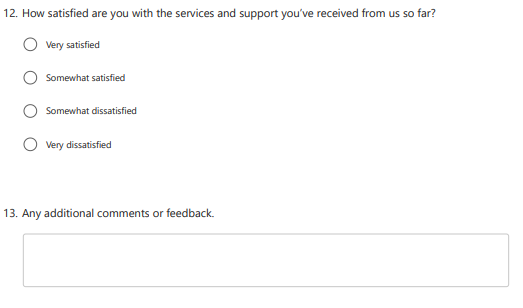 12. How satisfied are you with the services and support you've received from us so far?
Very satisfied
Somewhat satisfied
Somewhat dissatisfied
Very dissatisfied
13. Any additional comments or feedback.